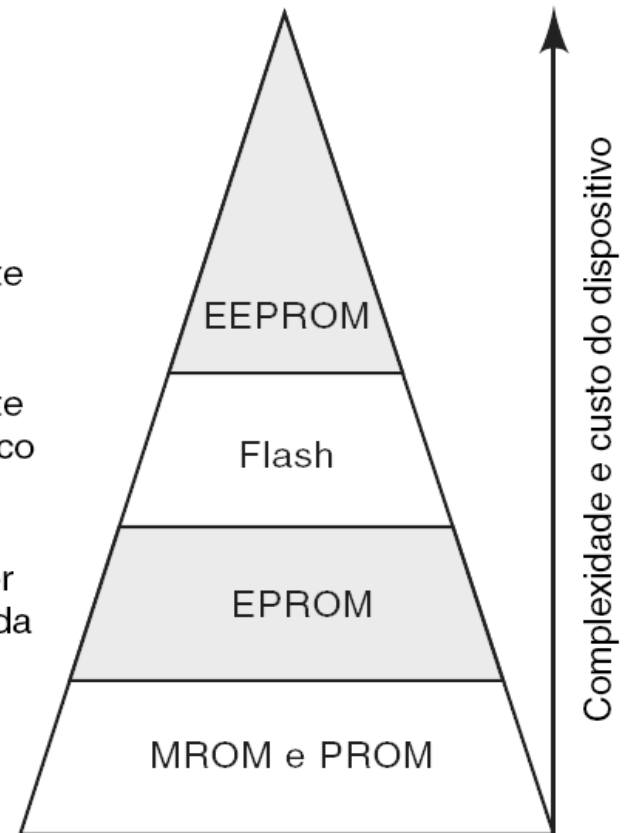 EEPROM
Flash
EPROM
MROM e PROM
Complexidade e custo do dispositivo